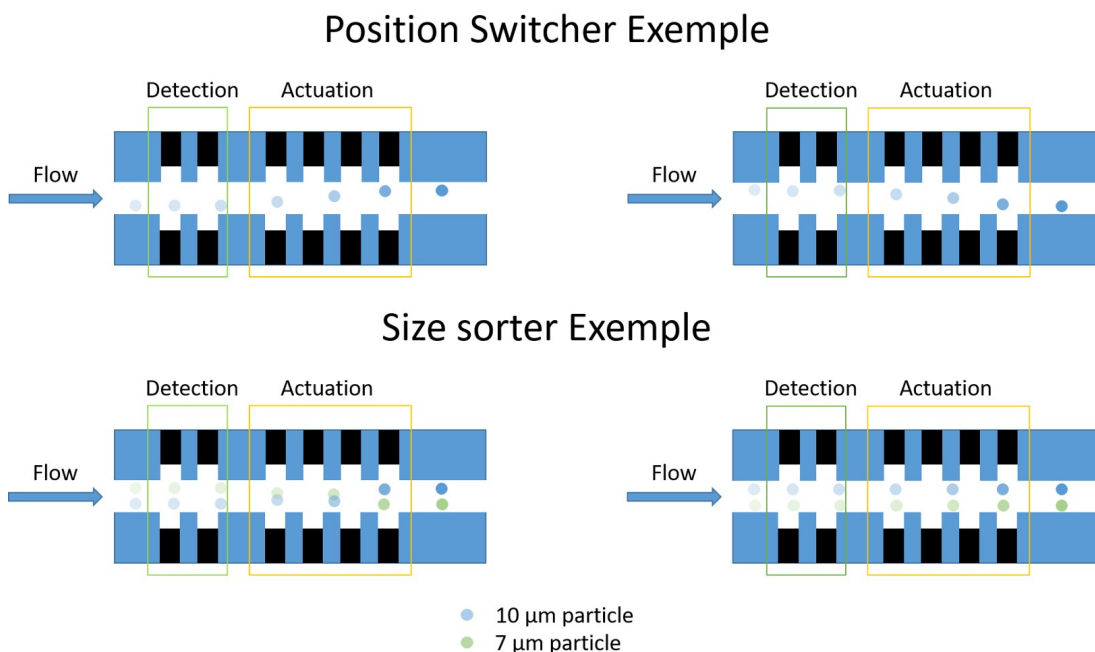 Position Switcher Exemple
Detection Actuation Detection Actuation
Flow Flow
Size sorter Exemple
Detection Actuation Detection Actuation
Flow Flow
10 µm particle
7 µm particle